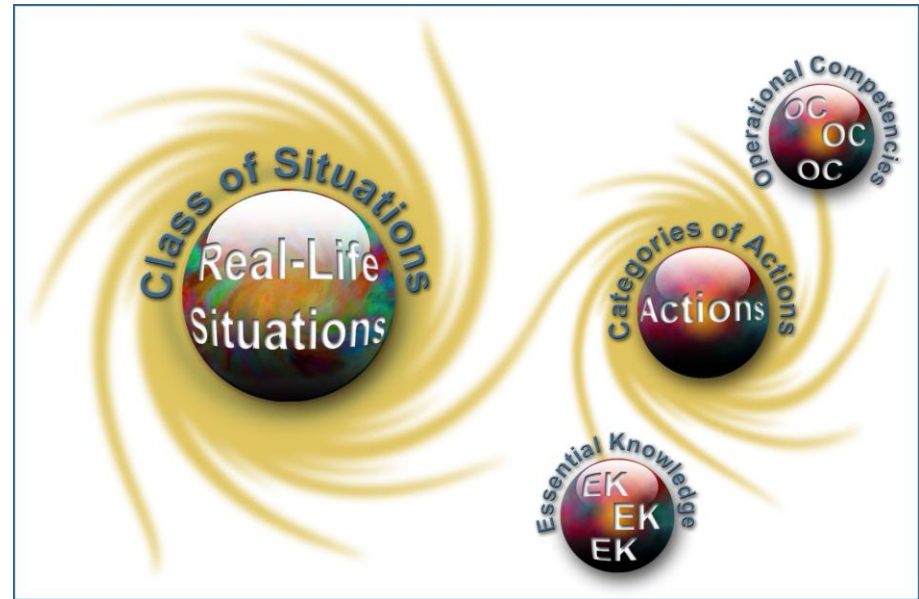 Class of Situations
Real-Life
Situations
Operational Competencies
OC
OC
OC
Categories of Actions
Actions
Essential Knowledge
EK
EK
EK